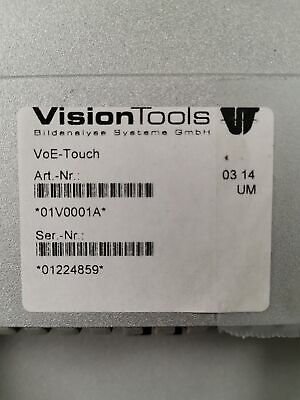 VisionTools
Bildanalyse Systeme GmbH
VoE-Touch
Art.-Nr.:
03 14
UM
*01V0001A*
Ser.-Nr.:
*01224859*